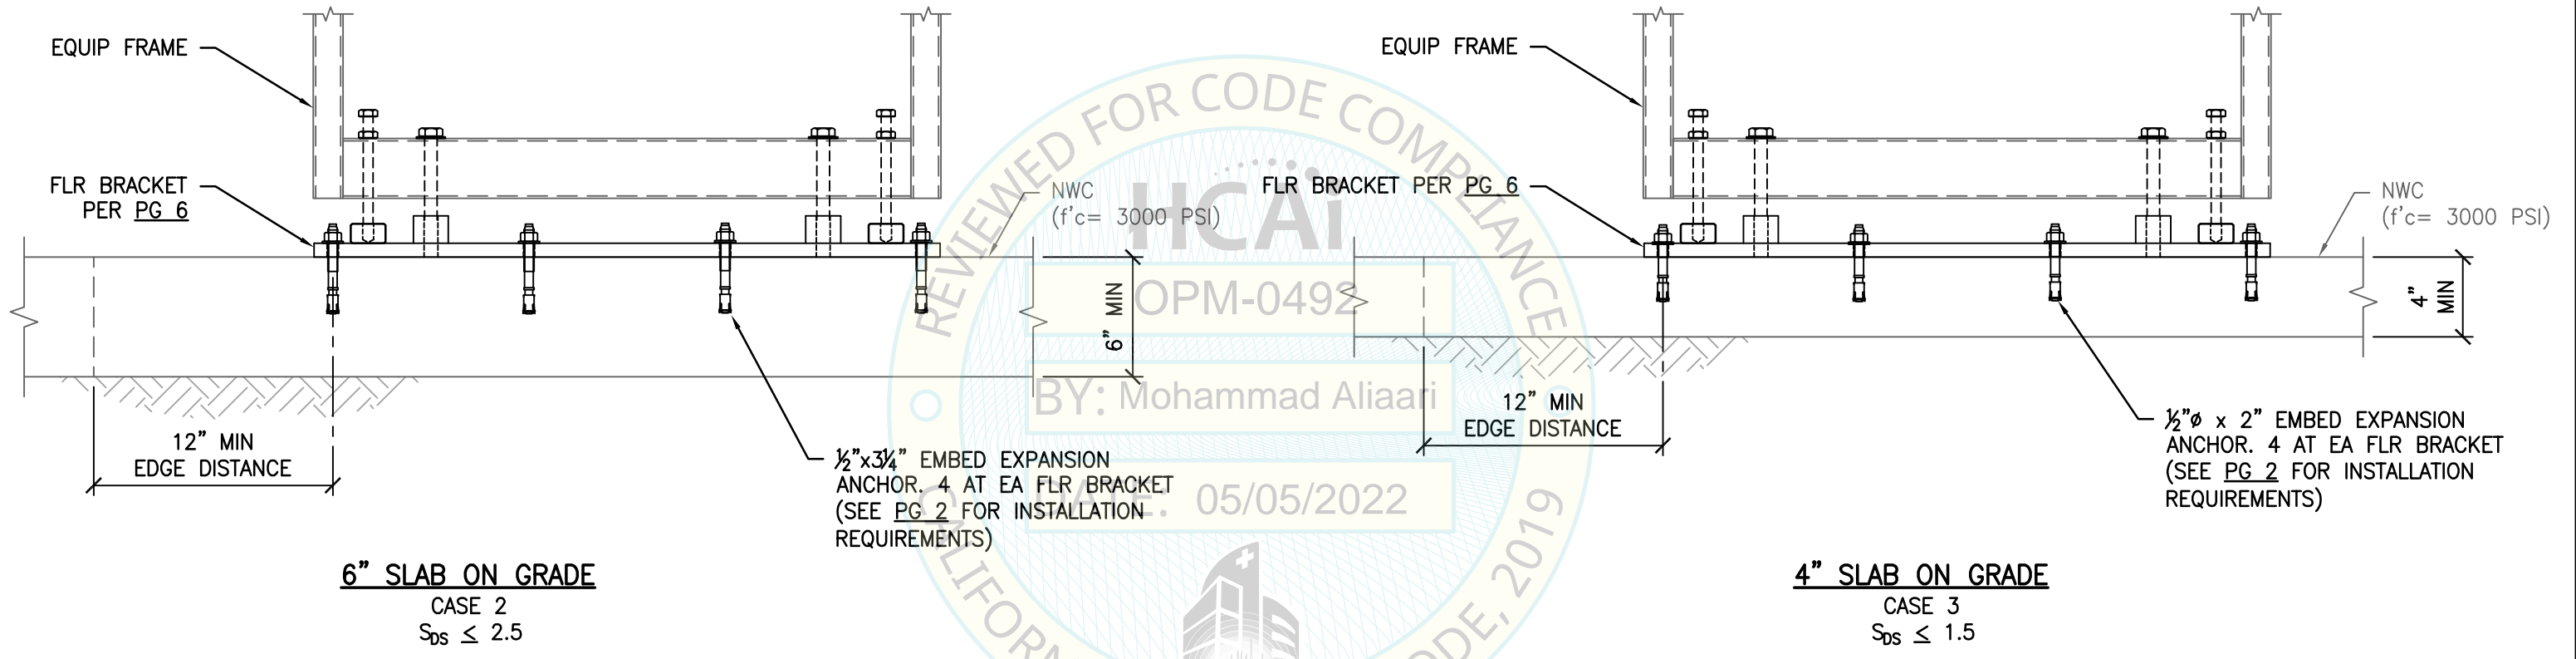 EQUIP FRAME
FLR BRACKET
PER PG 6
NWC
(f'c= 3000 PSI)
6" MIN
12" MIN
EDGE DISTANCE
½"x3¼" EMBED EXPANSION
ANCHOR. 4 AT EA FLR BRACKET
(SEE PG 2 FOR INSTALLATION
REQUIREMENTS)
6" SLAB ON GRADE
CASE 2
SDS ≤ 2.5
REVIEWED FOR CODE COMPLIANCE
HCAi
OPM-0492
BY: Mohammad Aliaari
DATE: 05/05/2022
CODE, 2019
EQUIP FRAME
FLR BRACKET PER PG 6
NWC
(f'c= 3000 PSI)
4"
MIN
12" MIN
EDGE DISTANCE
½"ø x 2" EMBED EXPANSION
ANCHOR. 4 AT EA FLR BRACKET
(SEE PG 2 FOR INSTALLATION
REQUIREMENTS)
4" SLAB ON GRADE
CASE 3
SDS ≤ 1.5